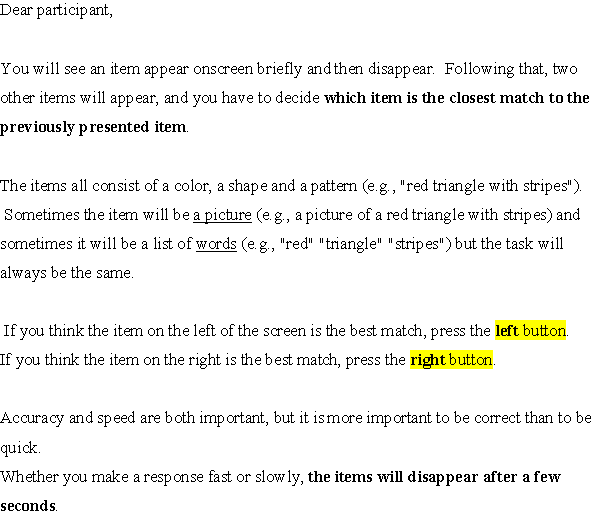 Dear participant,
You will see an item appear onscreen briefly and then disappear.  Following that, two
other items will appear, and you have to decide which item is the closest match to the
previously presented item.
The items all consist of a color, a shape and a pattern (e.g., "red triangle with stripes").
Sometimes the item will be a picture (e.g., a picture of a red triangle with stripes) and
sometimes it will be a list of words (e.g., "red" "triangle" "stripes") but the task will
always be the same.
If you think the item on the left of the screen is the best match, press the left button.
If you think the item on the right is the best match, press the right button.
Accuracy and speed are both important, but it is more important to be correct than to be
quick.
Whether you make a response fast or slowly, the items will disappear after a few
seconds.